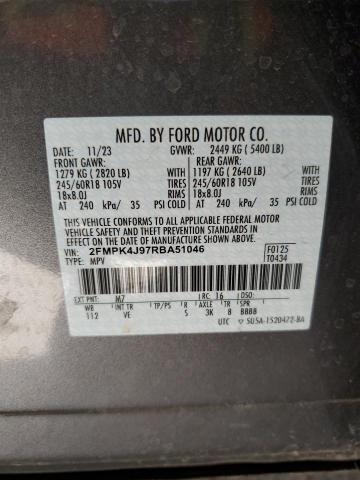 MFD. BY FORD MOTOR CO.
DATE: 11/23 GVWR: 2449 KG (5400 LB)
FRONT GAWR: REAR GAWR:
1279 KG (2820 LB) WITH 1197 KG (2640 LB) WITH
245/60R18 105V TIRES 245/60R18 105V TIRES
18x8.0J RIMS 18x8.0J RIMS
AT 240 kPa/ 35 PSI COLD AT 240 kPa/ 35 PSI COLD
THIS VEHICLE CONFORMS TO ALL APPLICABLE FEDERAL MOTOR VEHICLE
SAFETY AND THEFT PREVENTION STANDARDS IN EFFECT ON THE DATE OF
MANUFACTURE SHOWN ABOVE.
VIN: 2FMPK4J97RBA51046 F0125
TYPE: MPV T0434
EXT PNT: M7 RC: 16
WB INT TR TP/PS R AXLE TR SPR
112 VE S 3K 8 BBBB
UTC SU5A-1520472-BA